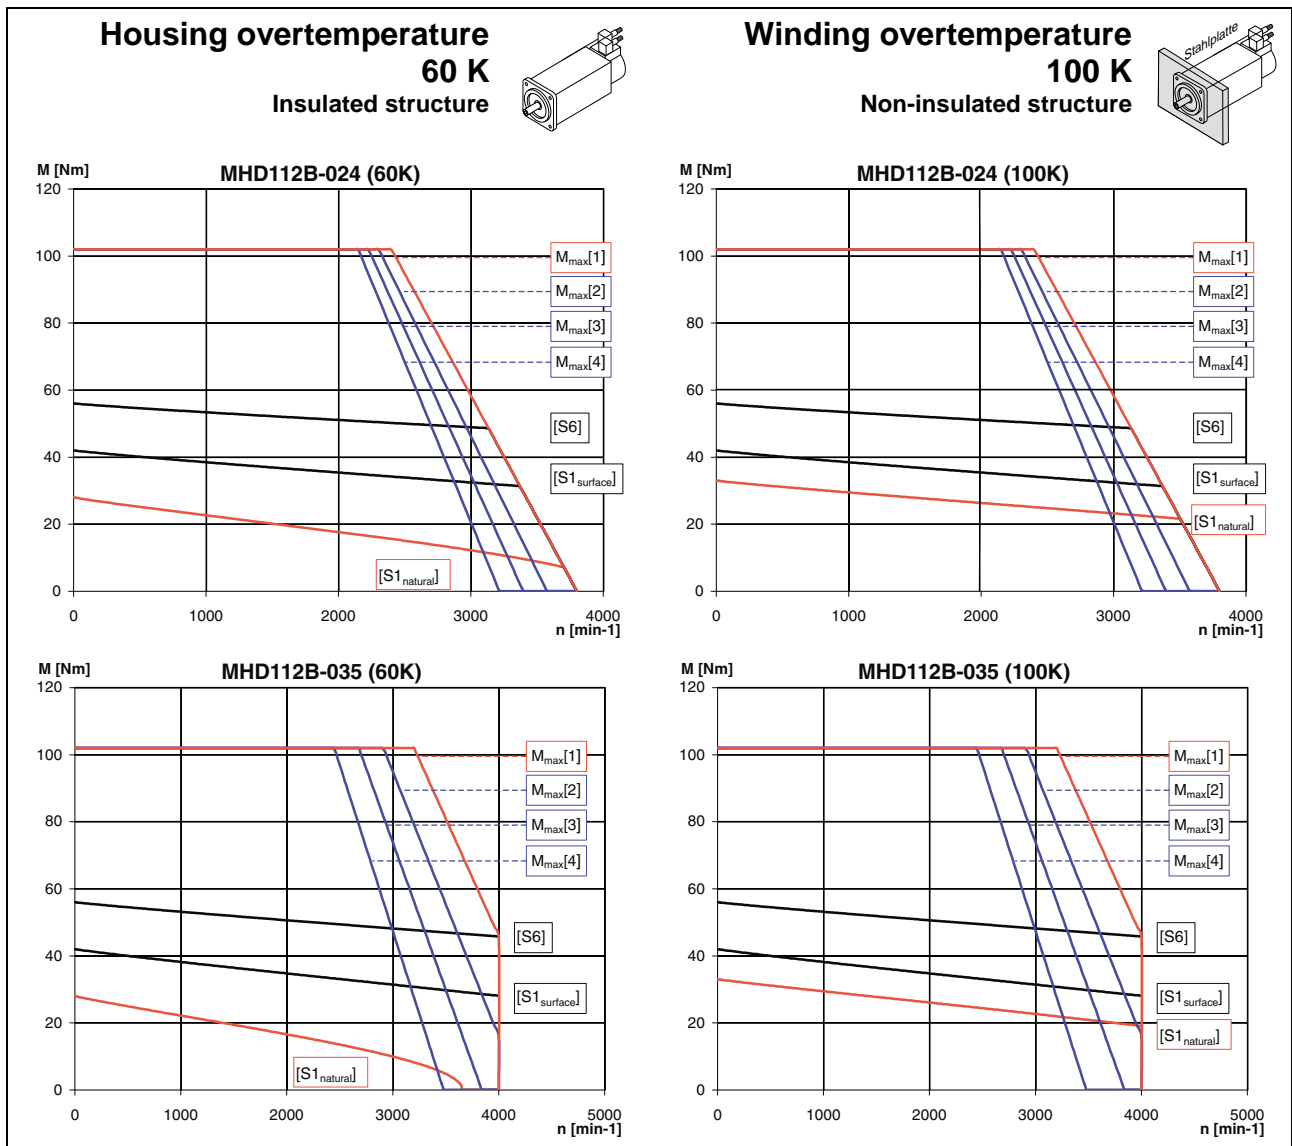 Housing overtemperature
60 K
Insulated structure
Winding overtemperature
100 K
Non-insulated structure
Stahlplatte
M [Nm]
MHD112B-024 (60K)
120
100
80
60
40
20
0
Mmax[1]
Mmax[2]
Mmax[3]
Mmax[4]
[S6]
[S1surface]
[S1natural]
0 1000 2000 3000 4000
n [min-1]
M [Nm]
MHD112B-024 (100K)
120
100
80
60
40
20
0
Mmax[1]
Mmax[2]
Mmax[3]
Mmax[4]
[S6]
[S1surface]
[S1natural]
0 1000 2000 3000 4000
n [min-1]
M [Nm]
MHD112B-035 (60K)
120
100
80
60
40
20
0
Mmax[1]
Mmax[2]
Mmax[3]
Mmax[4]
[S6]
[S1surface]
[S1natural]
0 1000 2000 3000 4000 5000
n [min-1]
M [Nm]
MHD112B-035 (100K)
120
100
80
60
40
20
0
Mmax[1]
Mmax[2]
Mmax[3]
Mmax[4]
[S6]
[S1surface]
[S1natural]
0 1000 2000 3000 4000 5000
n [min-1]